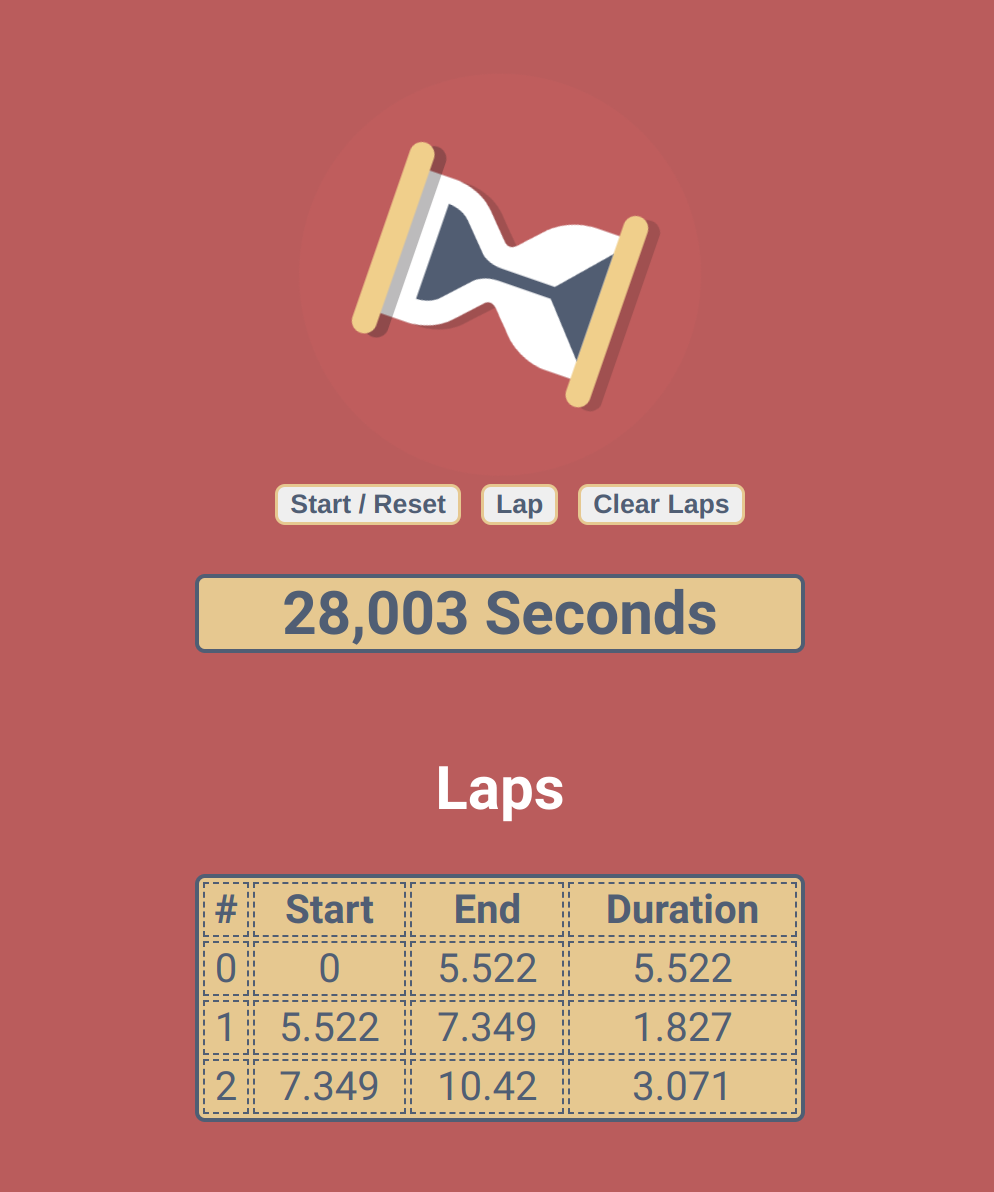 Start / Reset Lap Clear Laps
28,003 Seconds
Laps
# Start End Duration
0 0 5.522 5.522
1 5.522 7.349 1.827
2 7.349 10.42 3.071